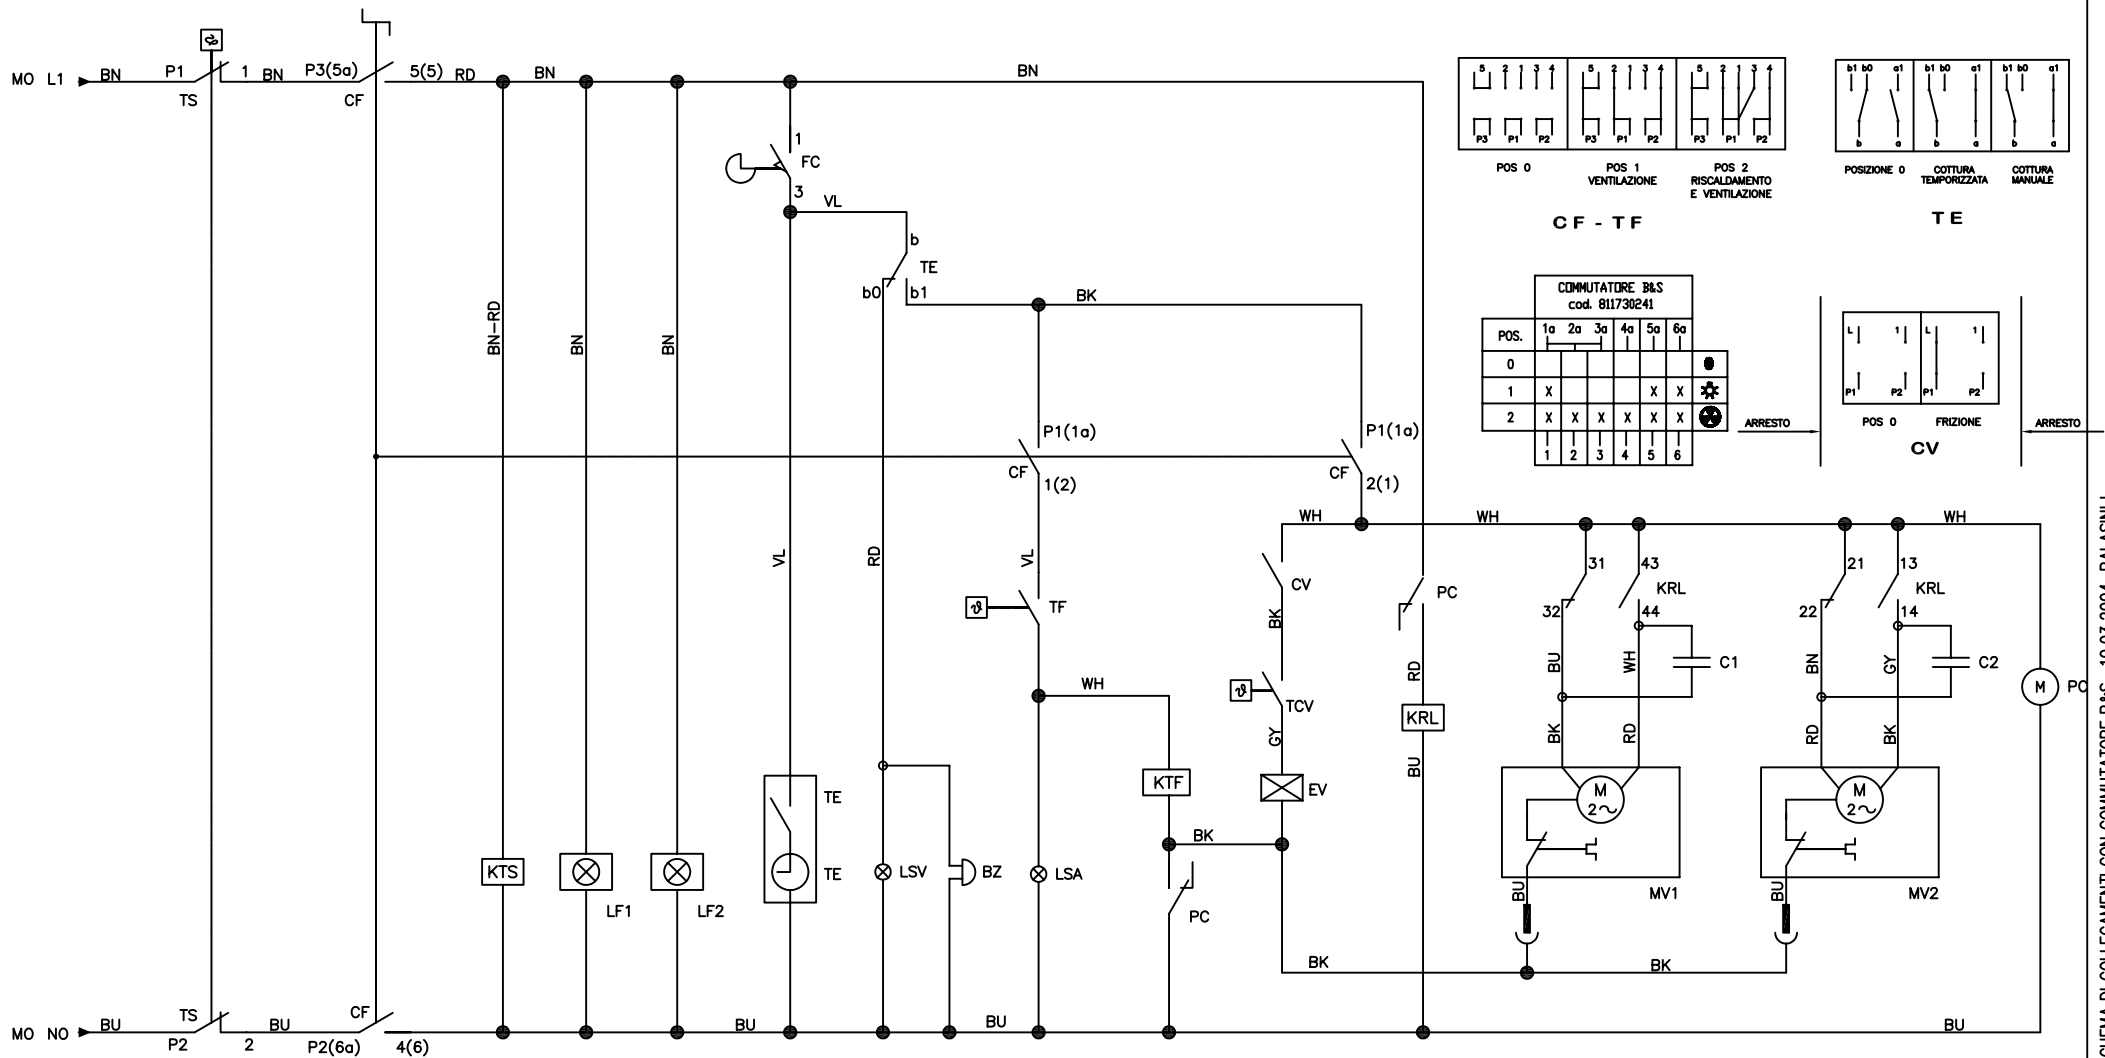 MO L1
BN
P1
TS
1
BN
P3(5a)
CF
5(5)
RD
BN
BN
1
FC
3
VL
b
TE
b0
b1
BK
BN-RD
BN
BN
VL
RD
P1(1a)
CF
1(2)
P1(1a)
CF
2(1)
VL
TF
WH
WH
WH
WH
CV
BK
TCV
GY
EV
PC
RD
KRL
BU
31
43
KRL
32
44
BU
WH
C1
BK
RD
M
2~
MV1
BU
21
13
KRL
22
14
BN
GY
C2
RD
BK
M
2~
MV2
BU
M
PC
KTS
LF1
LF2
TE
TE
LSV
BZ
LSA
KTF
BK
PC
BK
BK
MO NO
BU
TS
P2
2
BU
CF
P2(6a)
4(6)
BU
BU
BU
5 2 1 3 4
5 2 1 3 4
5 2 1 3 4
P3 P1 P2
P3 P1 P2
P3 P1 P2
POS 0
POS 1
VENTILAZIONE
POS 2
RISCALDAMENTO
E VENTILAZIONE
CF - TF
b1 b0 a1
b1 b0 a1
b1 b0 a1
b a
b a
b a
POSIZIONE 0
COTTURA
TEMPORIZZATA
COTTURA
MANUALE
TE
COMMUTATORE B&S
cod. 811730241
POS. 1a 2a 3a 4a 5a 6a
0
1 X X X
2 X X X X X X
1 2 3 4 5 6
ARRESTO
L 1
L 1
P1 P2
P1 P2
POS 0
FRIZIONE
CV
ARRESTO